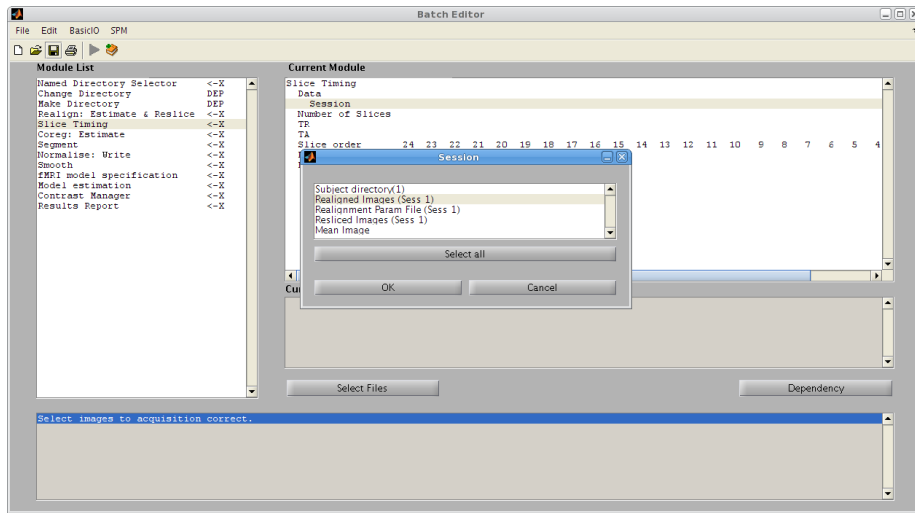 Batch Editor
File Edit BasicIO SPM
Module List
Named Directory Selector <-X
Change Directory DEP
Make Directory DEP
Realign: Estimate & Reslice <-X
Slice Timing <-X
Coreg: Estimate <-X
Segment <-X
Normalise: Write <-X
Smooth <-X
fMRI model specification <-X
Model estimation <-X
Contrast Manager <-X
Results Report <-X
Current Module
Slice Timing
Data
Session
Number of Slices
TR
TA
Slice order 24 23 22 21 20 19 18 17 16 15 14 13 12 11 10 9 8 7 6 5 4
Session
Subject directory(1)
Realigned Images (Sess 1)
Realignment Param File (Sess 1)
Resliced Images (Sess 1)
Mean Image
Select all
OK Cancel
Select Files Dependency
Select images to acquisition correct.